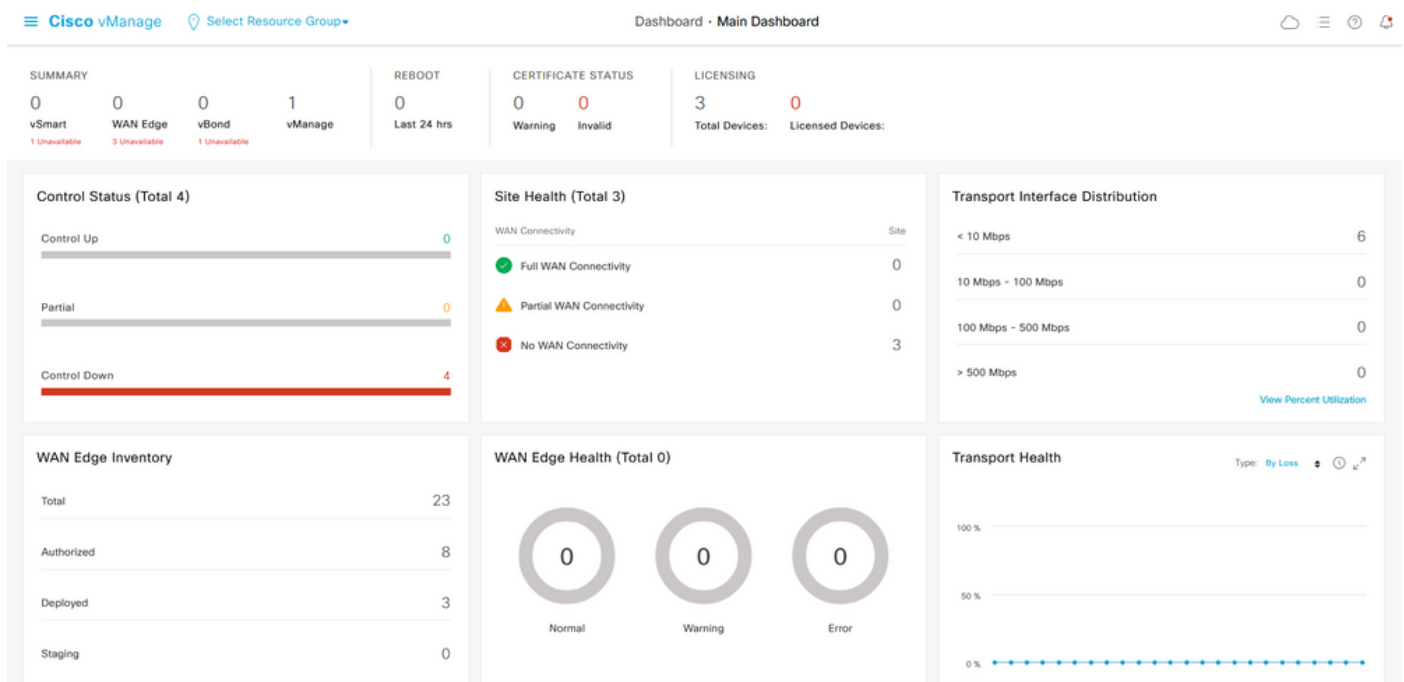 Cisco vManage
Select Resource Group
Dashboard · Main Dashboard
SUMMARY
0 0 0 1
vSmart WAN Edge vBond vManage
1 Unavailable 3 Unavailable 1 Unavailable
REBOOT
0
Last 24 hrs
CERTIFICATE STATUS
0 0
Warning Invalid
LICENSING
3 0
Total Devices: Licensed Devices:
Control Status (Total 4)
Control Up 0
Partial 0
Control Down 4
Site Health (Total 3)
WAN Connectivity Site
Full WAN Connectivity 0
Partial WAN Connectivity 0
No WAN Connectivity 3
Transport Interface Distribution
< 10 Mbps 6
10 Mbps - 100 Mbps 0
100 Mbps - 500 Mbps 0
> 500 Mbps 0
View Percent Utilization
WAN Edge Inventory
Total 23
Authorized 8
Deployed 3
Staging 0
WAN Edge Health (Total 0)
0 0 0
Normal Warning Error
Transport Health
Type: By Loss
100 %
50 %
0 %